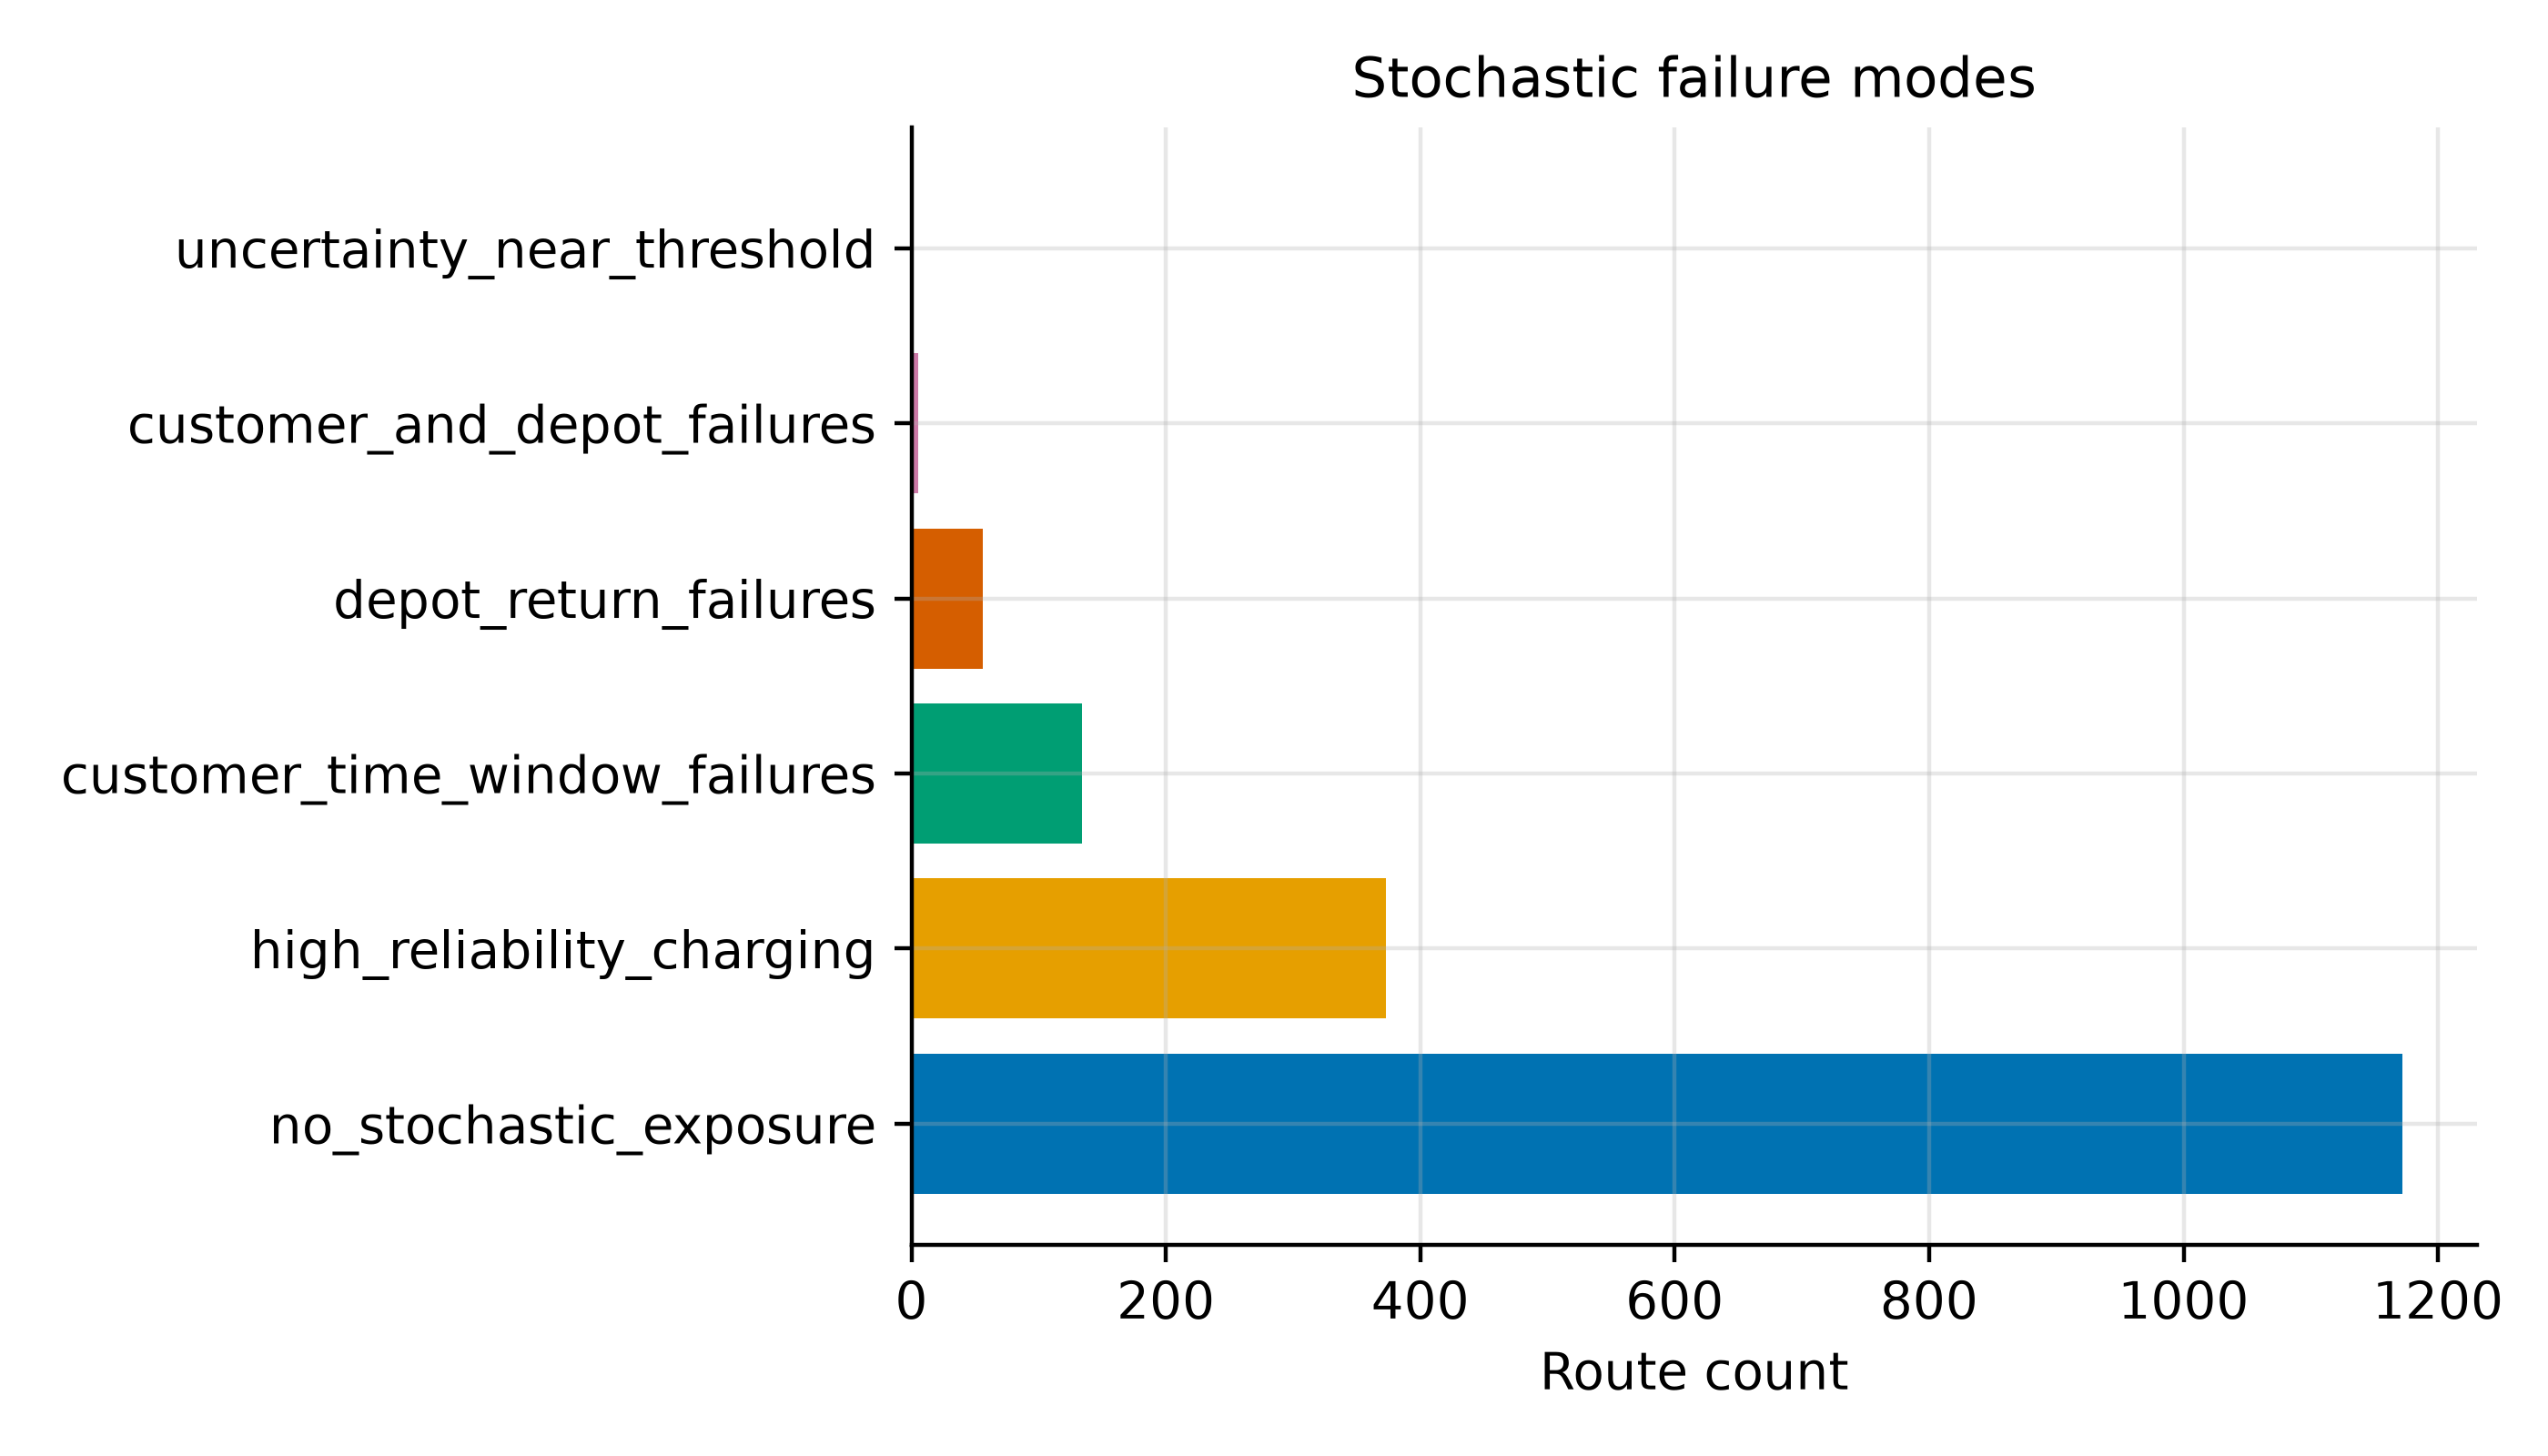 Stochastic failure modes
uncertainty_near_threshold
customer_and_depot_failures
depot_return_failures
customer_time_window_failures
high_reliability_charging
no_stochastic_exposure
0 200 400 600 800 1000 1200
Route count